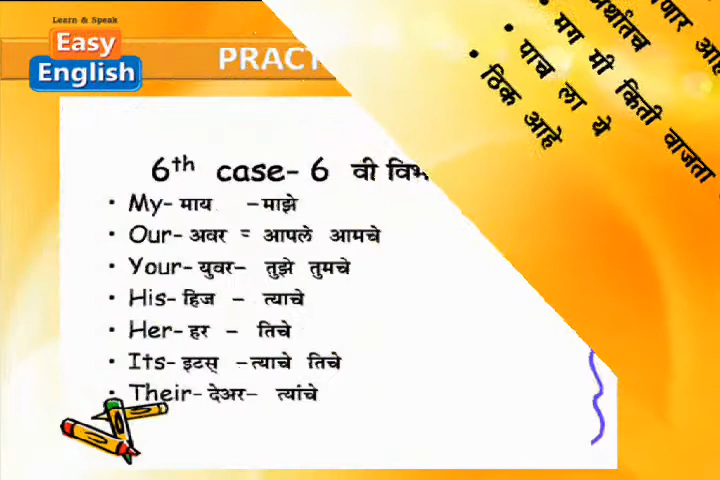 Learn & Speak
Easy
English
6th case- 6 वी
• My- माय -माझे
• Our- अवर = आपले आमचे
• Your- युवर- तुझे तुमचे
• His- हिज - त्याचे
• Her- हर - तिचे
• Its- इटस् -त्याचे तिचे
• Their- देअर- त्यांचे
• मग मी किती वाजता
• पाच ला ये
• ठिक आहे